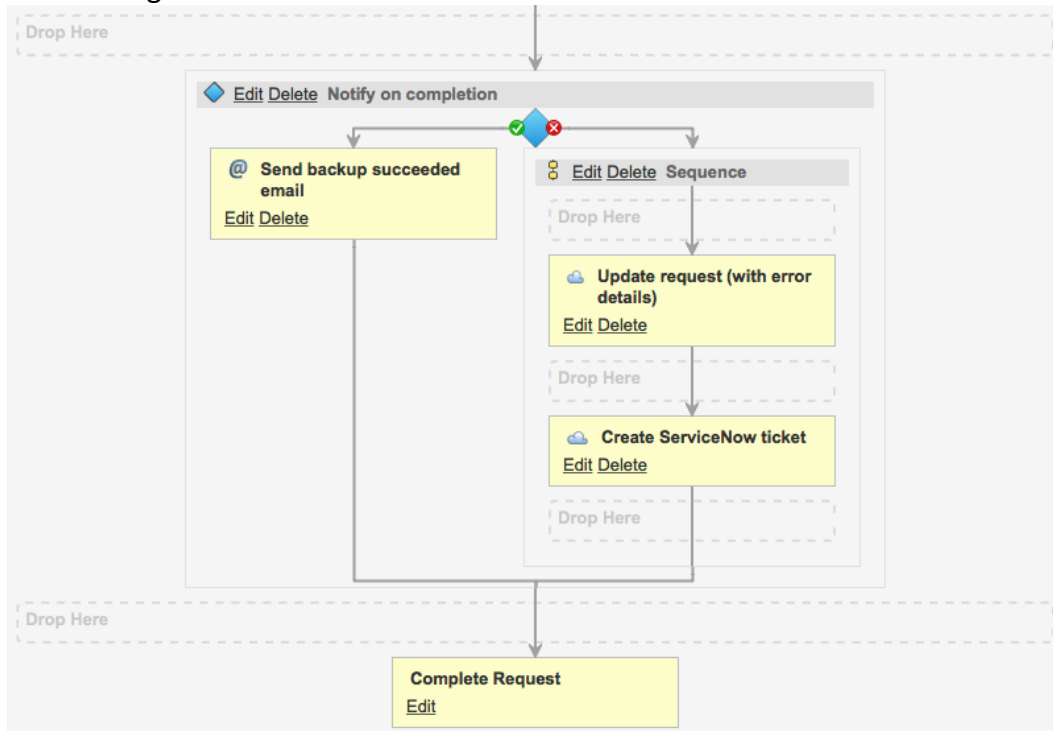 Drop Here
Edit Delete Notify on completion
@ Send backup succeeded
email
Edit Delete
Edit Delete Sequence
Drop Here
Update request (with error
details)
Edit Delete
Drop Here
Create ServiceNow ticket
Edit Delete
Drop Here
Drop Here
Complete Request
Edit